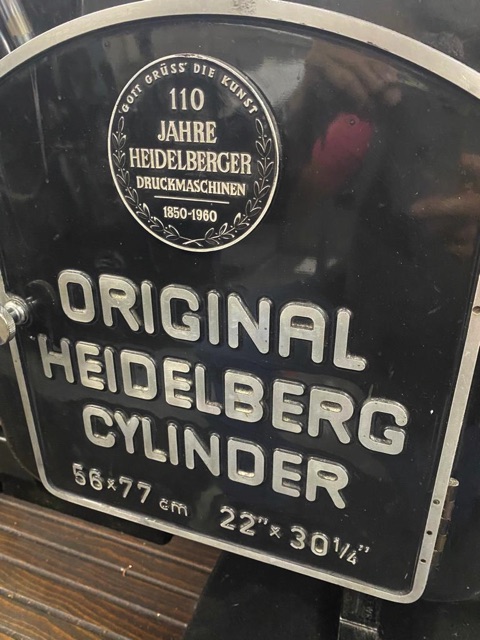 GOTT GRÜSS' DIE KUNST
110
JAHRE
HEIDELBERGER
DRUCKMASCHINEN
1850-1960
ORIGINAL
HEIDELBERG
CYLINDER
56×77 cm 22"×30¼"